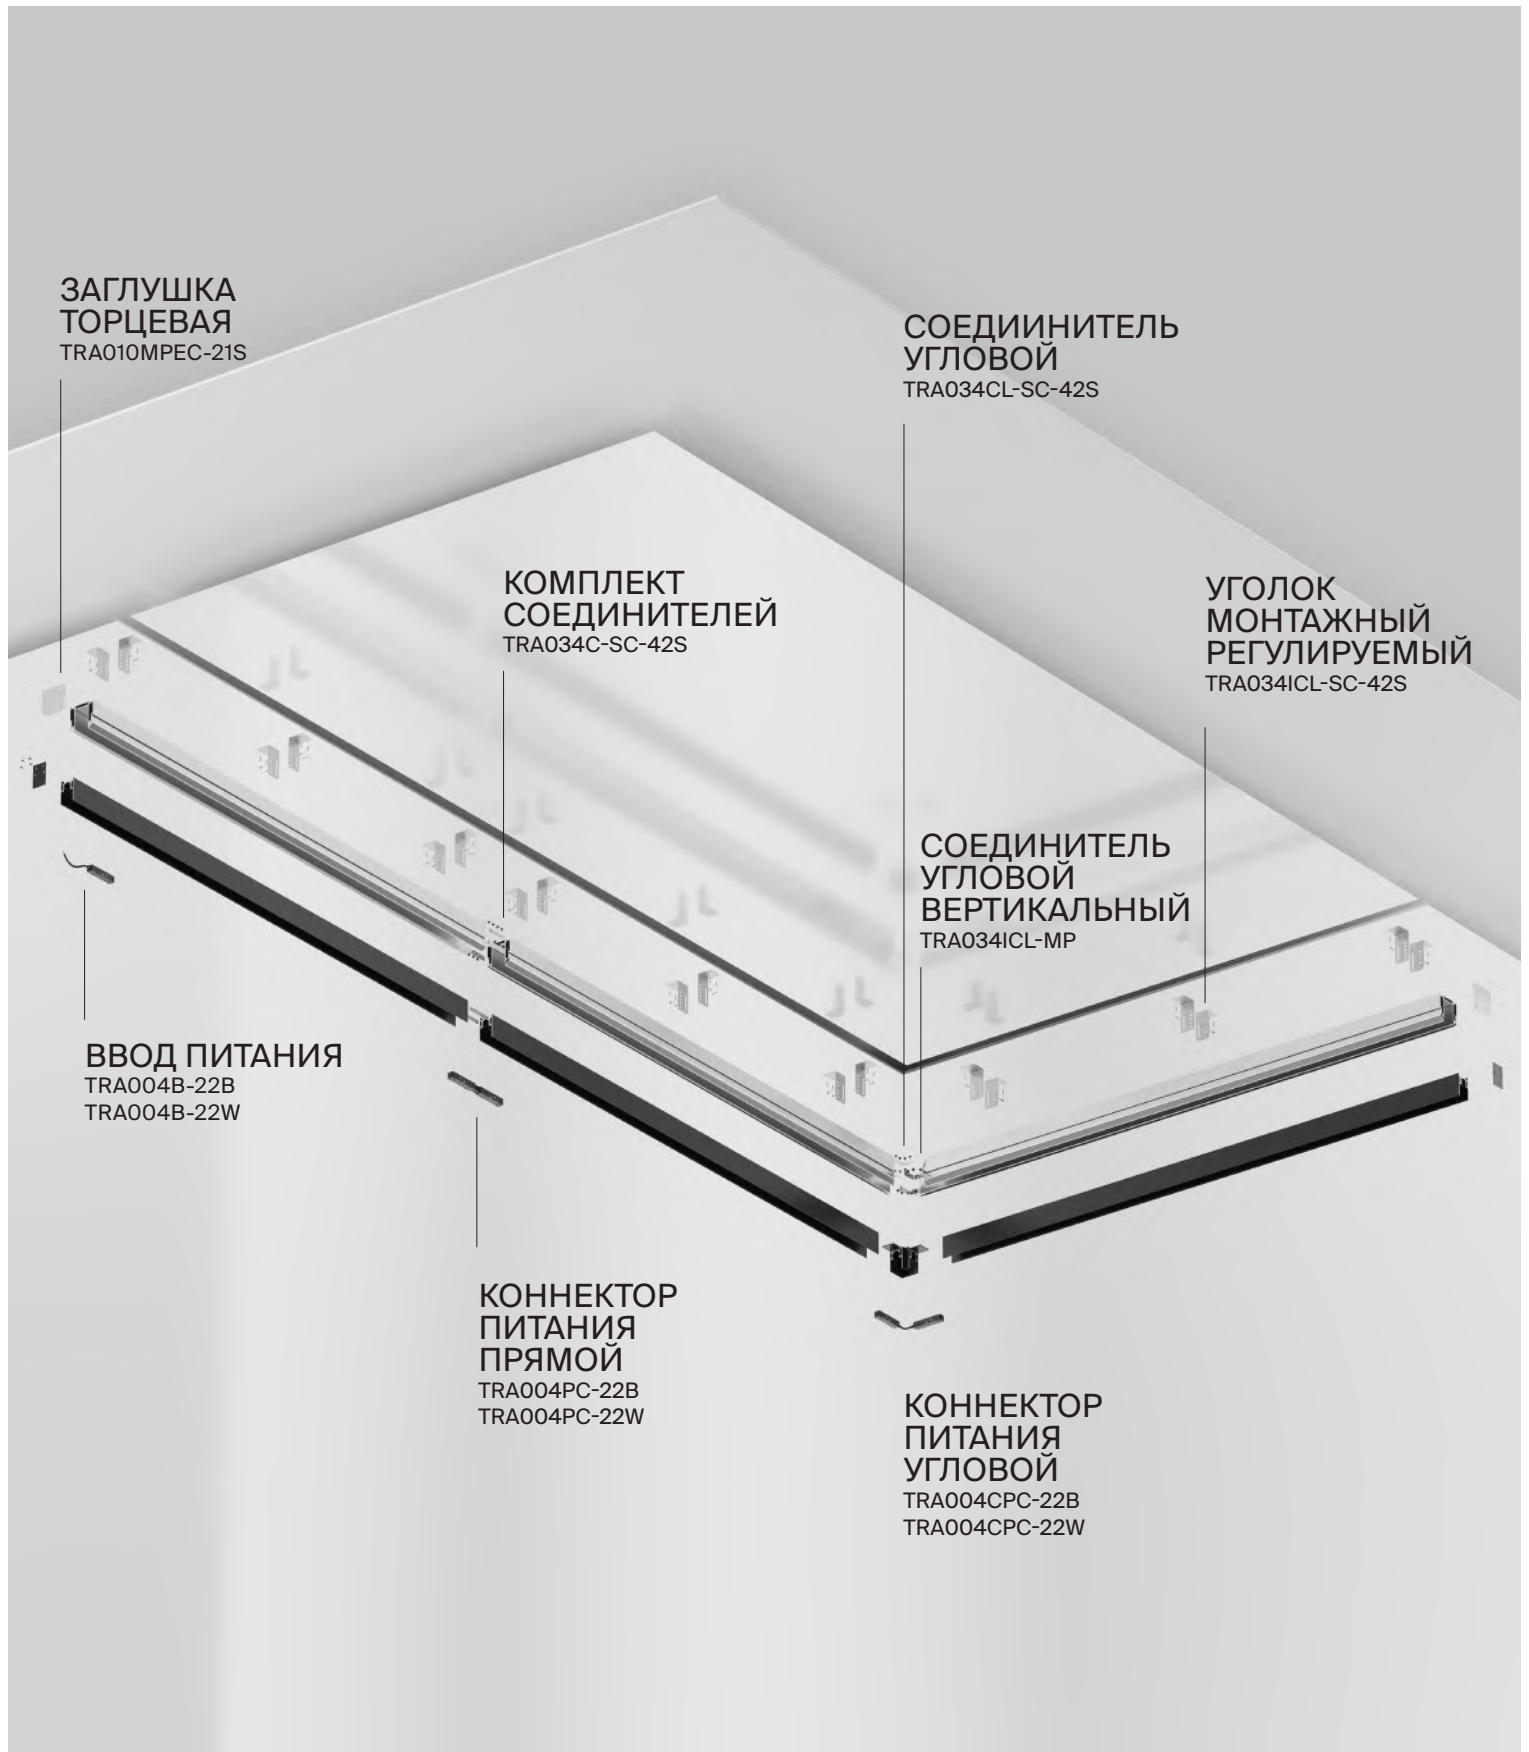 ЗАГЛУШКА
ТОРЦЕВАЯ
TRA010MPEC-21S
СОЕДИИНИТЕЛЬ
УГЛОВОЙ
TRA034CL-SC-42S
КОМПЛЕКТ
СОЕДИНИТЕЛЕЙ
TRA034C-SC-42S
УГОЛОК
МОНТАЖНЫЙ
РЕГУЛИРУЕМЫЙ
TRA034ICL-SC-42S
СОЕДИНИТЕЛЬ
УГЛОВОЙ
ВЕРТИКАЛЬНЫЙ
TRA034ICL-MP
ВВОД ПИТАНИЯ
TRA004B-22B
TRA004B-22W
КОННЕКТОР
ПИТАНИЯ
ПРЯМОЙ
TRA004PC-22B
TRA004PC-22W
КОННЕКТОР
ПИТАНИЯ
УГЛОВОЙ
TRA004CPC-22B
TRA004CPC-22W